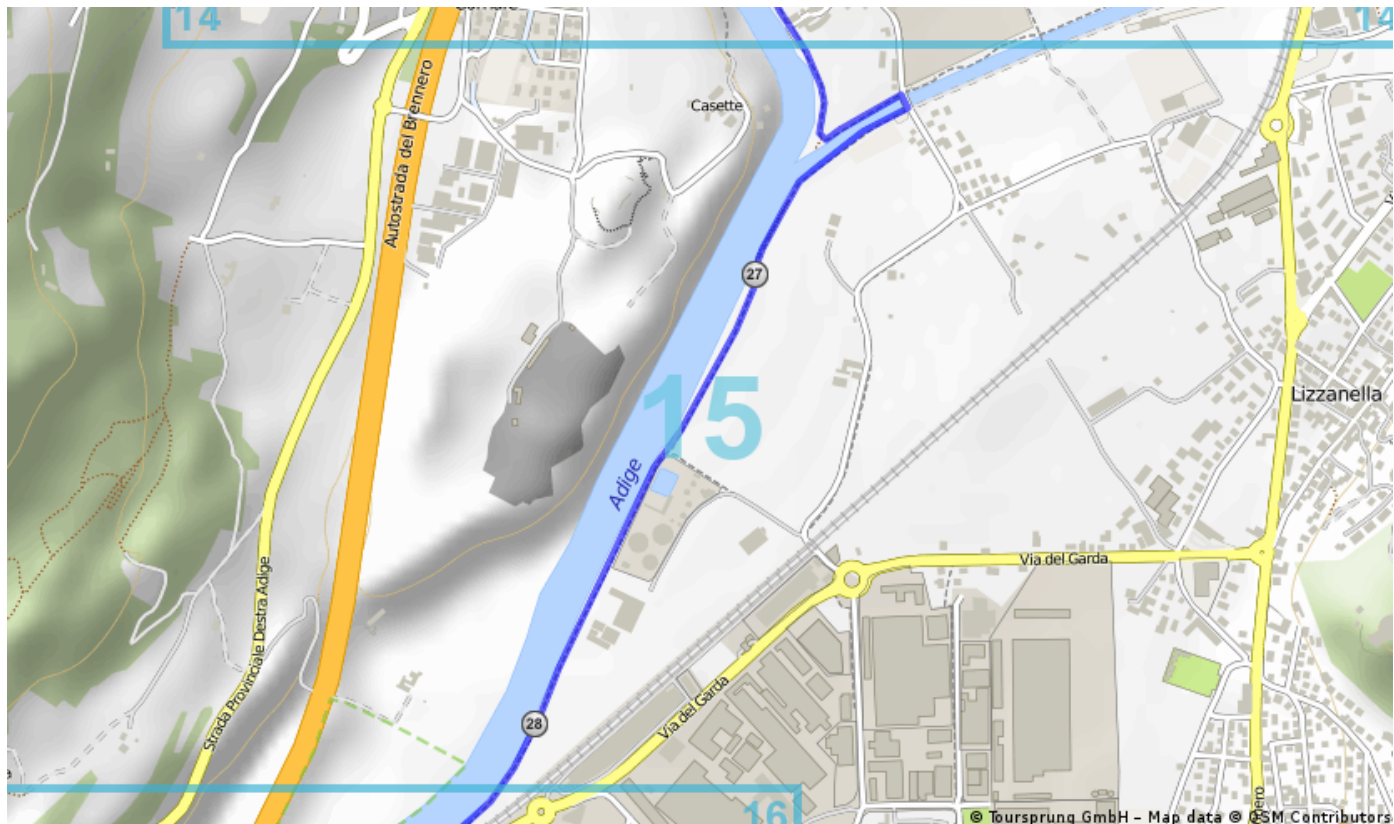 14
14
Autostrada del Brennero
Casette
27
15
Lizzanella
Adige
Via del Garda
Strada Provinciale Destra Adige
Via del Garda
28
16
© Toursprung GmbH – Map data © OSM Contributors